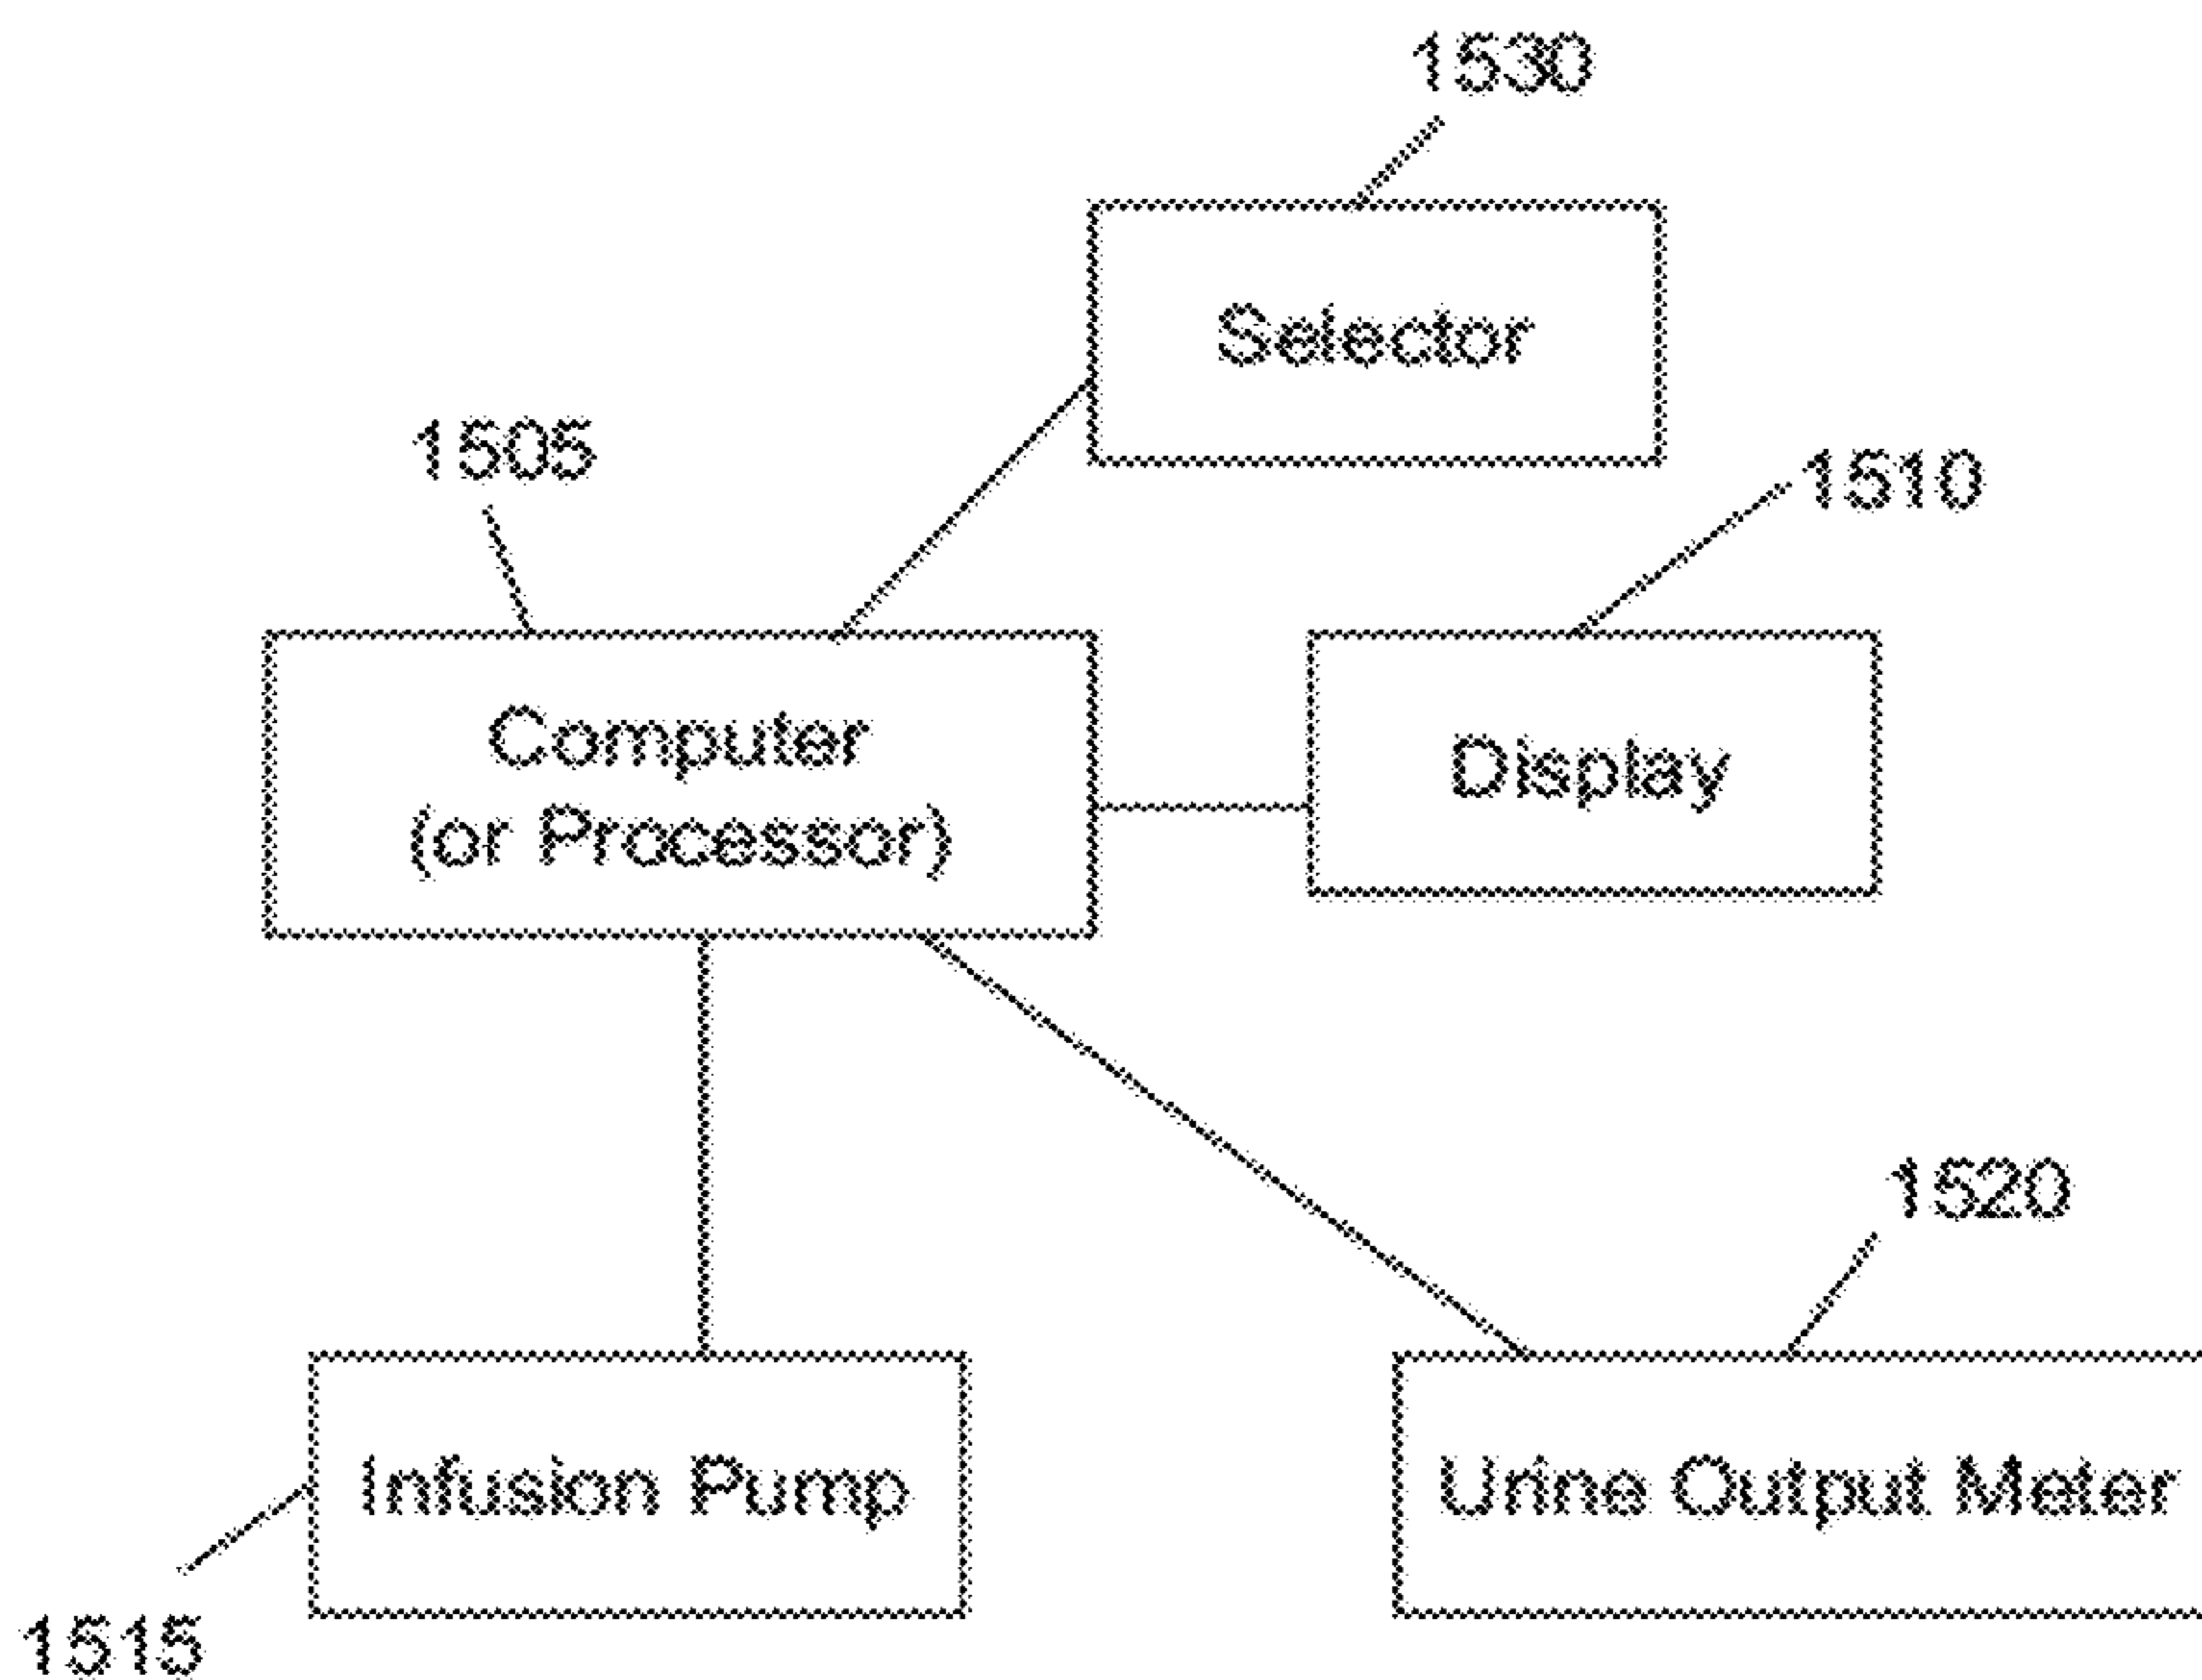 1530
Selector
1505
1510
Computer
(or Processor)
Display
1520
Infusion Pump
Urine Output Meter
1515